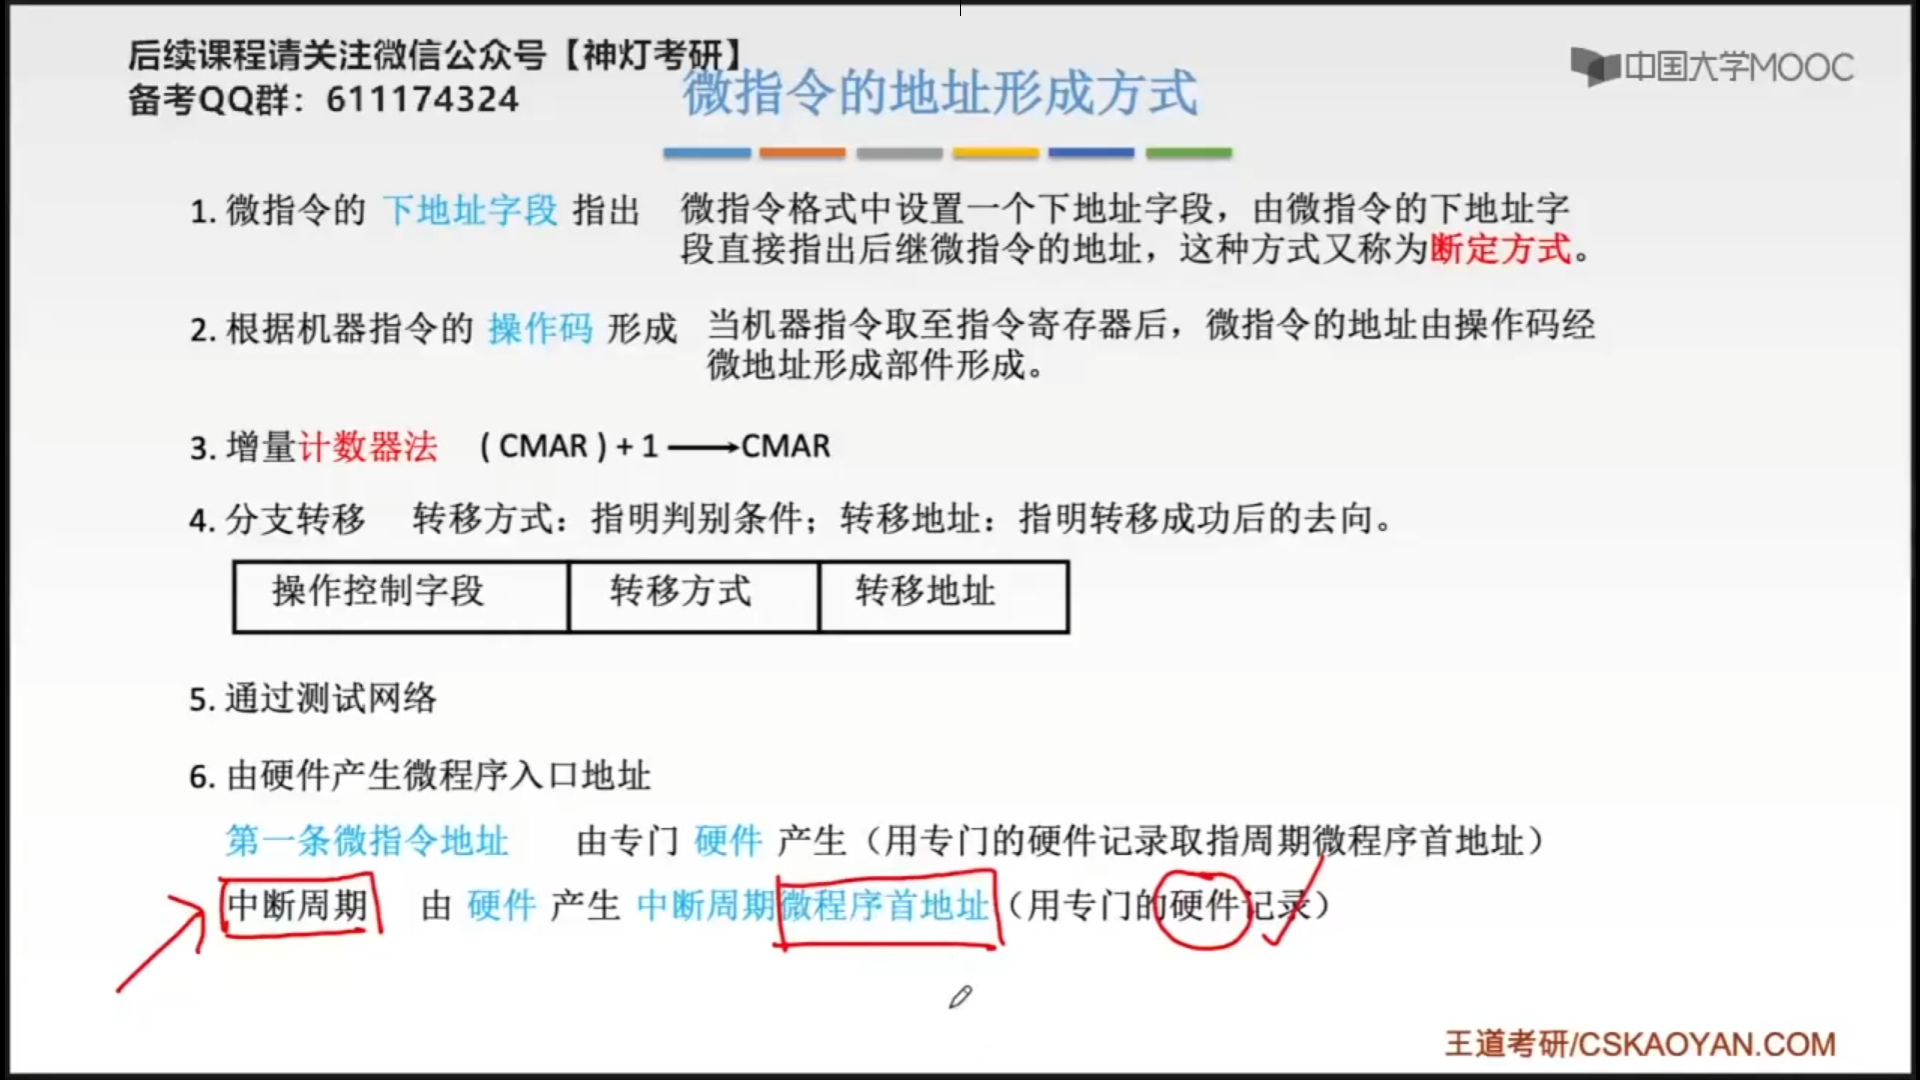 后续课程请关注微信公众号【神灯考研】
备考QQ群：611174324
中国大学MOOC
微指令的地址形成方式
1. 微指令的 下地址字段 指出 微指令格式中设置一个下地址字段，由微指令的下地址字
段直接指出后继微指令的地址，这种方式又称为断定方式。
2. 根据机器指令的 操作码 形成 当机器指令取至指令寄存器后，微指令的地址由操作码经
微地址形成部件形成。
3. 增量计数器法 ( CMAR ) + 1 ⟶CMAR
4. 分支转移 转移方式：指明判别条件；转移地址：指明转移成功后的去向。
操作控制字段 转移方式 转移地址
5. 通过测试网络
6. 由硬件产生微程序入口地址
第一条微指令地址 由专门 硬件 产生（用专门的硬件记录取指周期微程序首地址）
中断周期 由 硬件 产生 中断周期微程序首地址（用专门的硬件记录）
王道考研/CSKAOYAN.COM